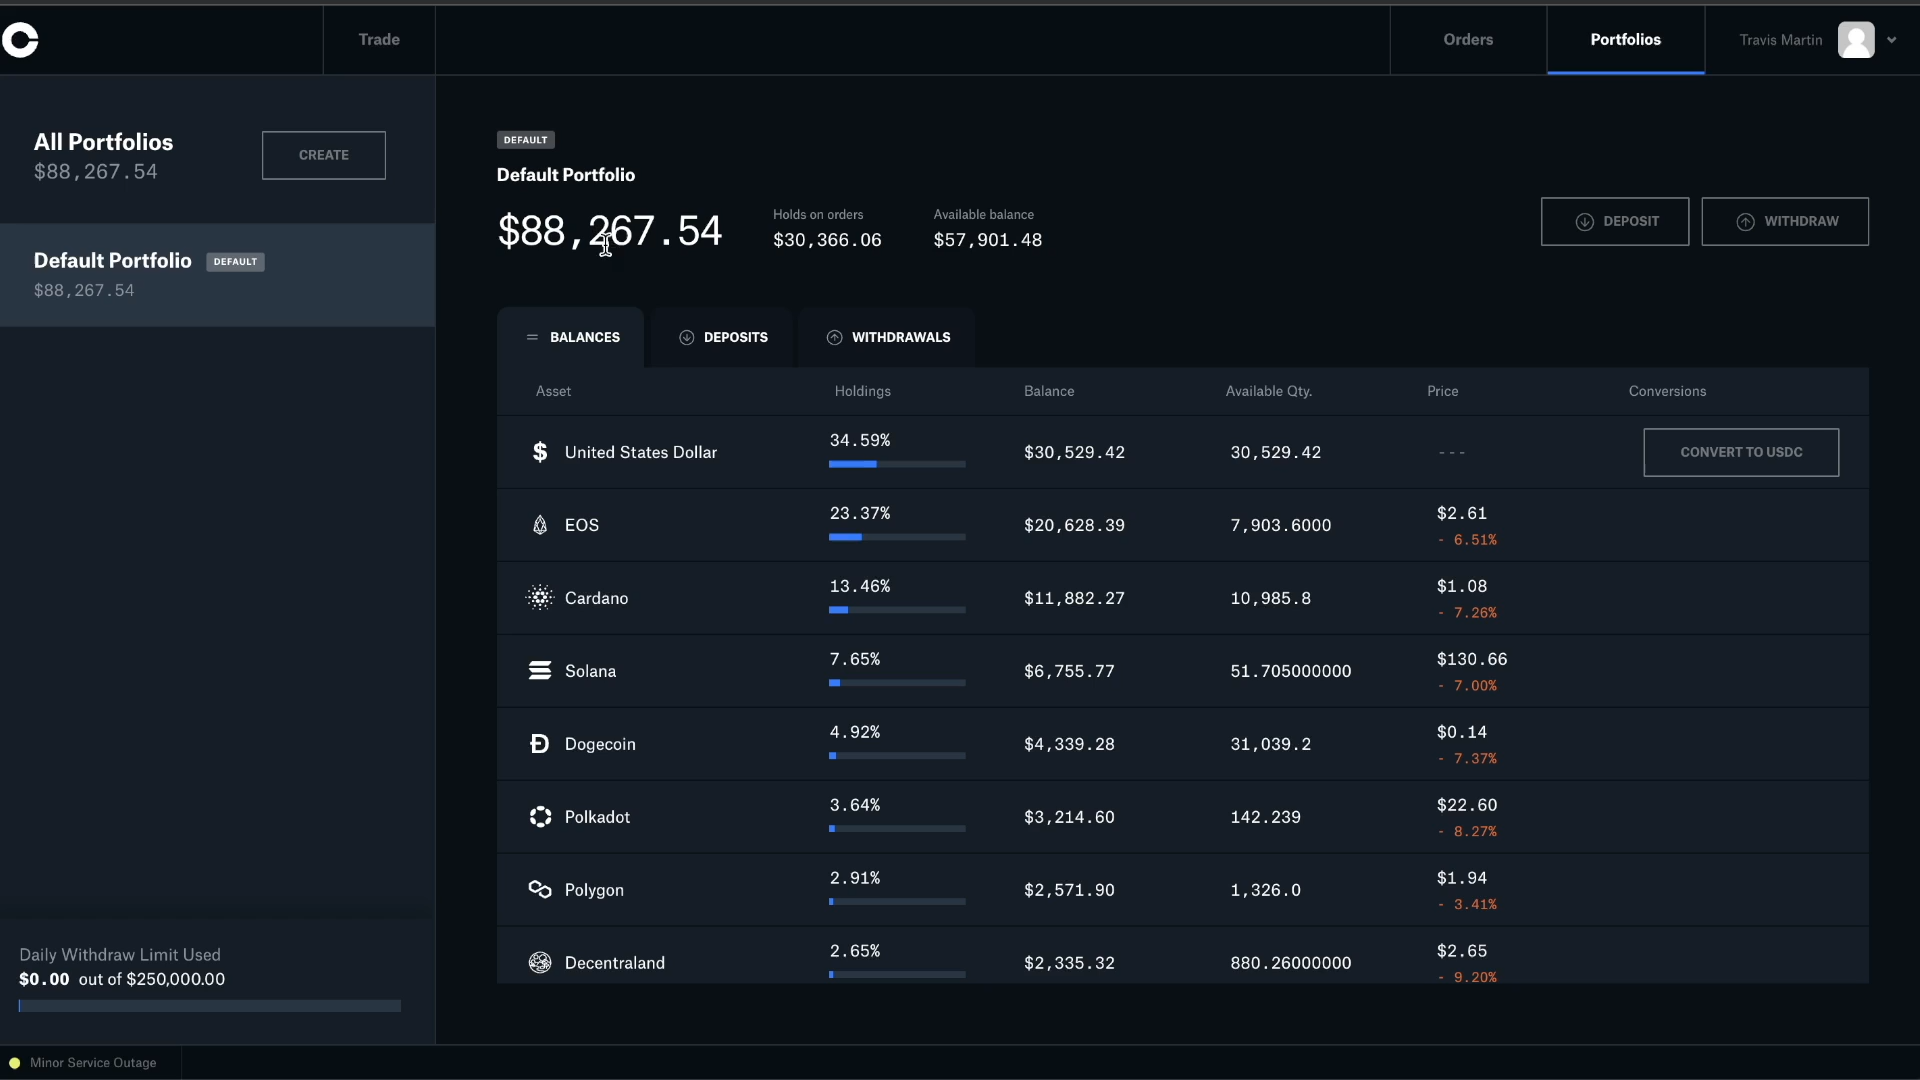 Trade
Orders
Portfolios
Travis Martin
All Portfolios
$88,267.54
CREATE
Default Portfolio DEFAULT
$88,267.54
Daily Withdraw Limit Used
$0.00 out of $250,000.00
Minor Service Outage
DEFAULT
Default Portfolio
$88,267.54
Holds on orders
$30,366.06
Available balance
$57,901.48
DEPOSIT
WITHDRAW
BALANCES
DEPOSITS
WITHDRAWALS
Asset Holdings Balance Available Qty. Price Conversions
United States Dollar 34.59% $30,529.42 30,529.42 --- CONVERT TO USDC
EOS 23.37% $20,628.39 7,903.6000 $2.61
- 6.51%
Cardano 13.46% $11,882.27 10,985.8 $1.08
- 7.26%
Solana 7.65% $6,755.77 51.705000000 $130.66
- 7.00%
Dogecoin 4.92% $4,339.28 31,039.2 $0.14
- 7.37%
Polkadot 3.64% $3,214.60 142.239 $22.60
- 8.27%
Polygon 2.91% $2,571.90 1,326.0 $1.94
- 3.41%
Decentraland 2.65% $2,335.32 880.26000000 $2.65
- 9.20%